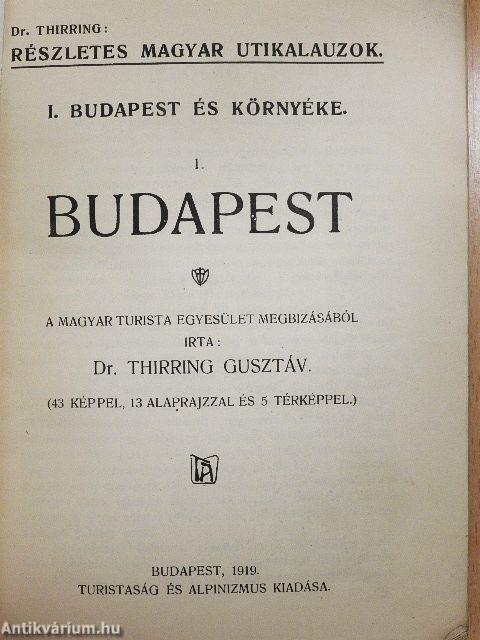 Dr. THIRRING:
RÉSZLETES MAGYAR UTIKALAUZOK.
I. BUDAPEST ÉS KÖRNYÉKE.
1.
BUDAPEST
A MAGYAR TURISTA EGYESÜLET MEGBIZÁSÁBÓL
IRTA:
Dr. THIRRING GUSZTÁV.
(43 KÉPPEL, 13 ALAPRAJZZAL ÉS 5 TÉRKÉPPEL.)
BUDAPEST, 1919.
TURISTASÁG ÉS ALPINIZMUS KIADÁSA.
Antikvárium.hu